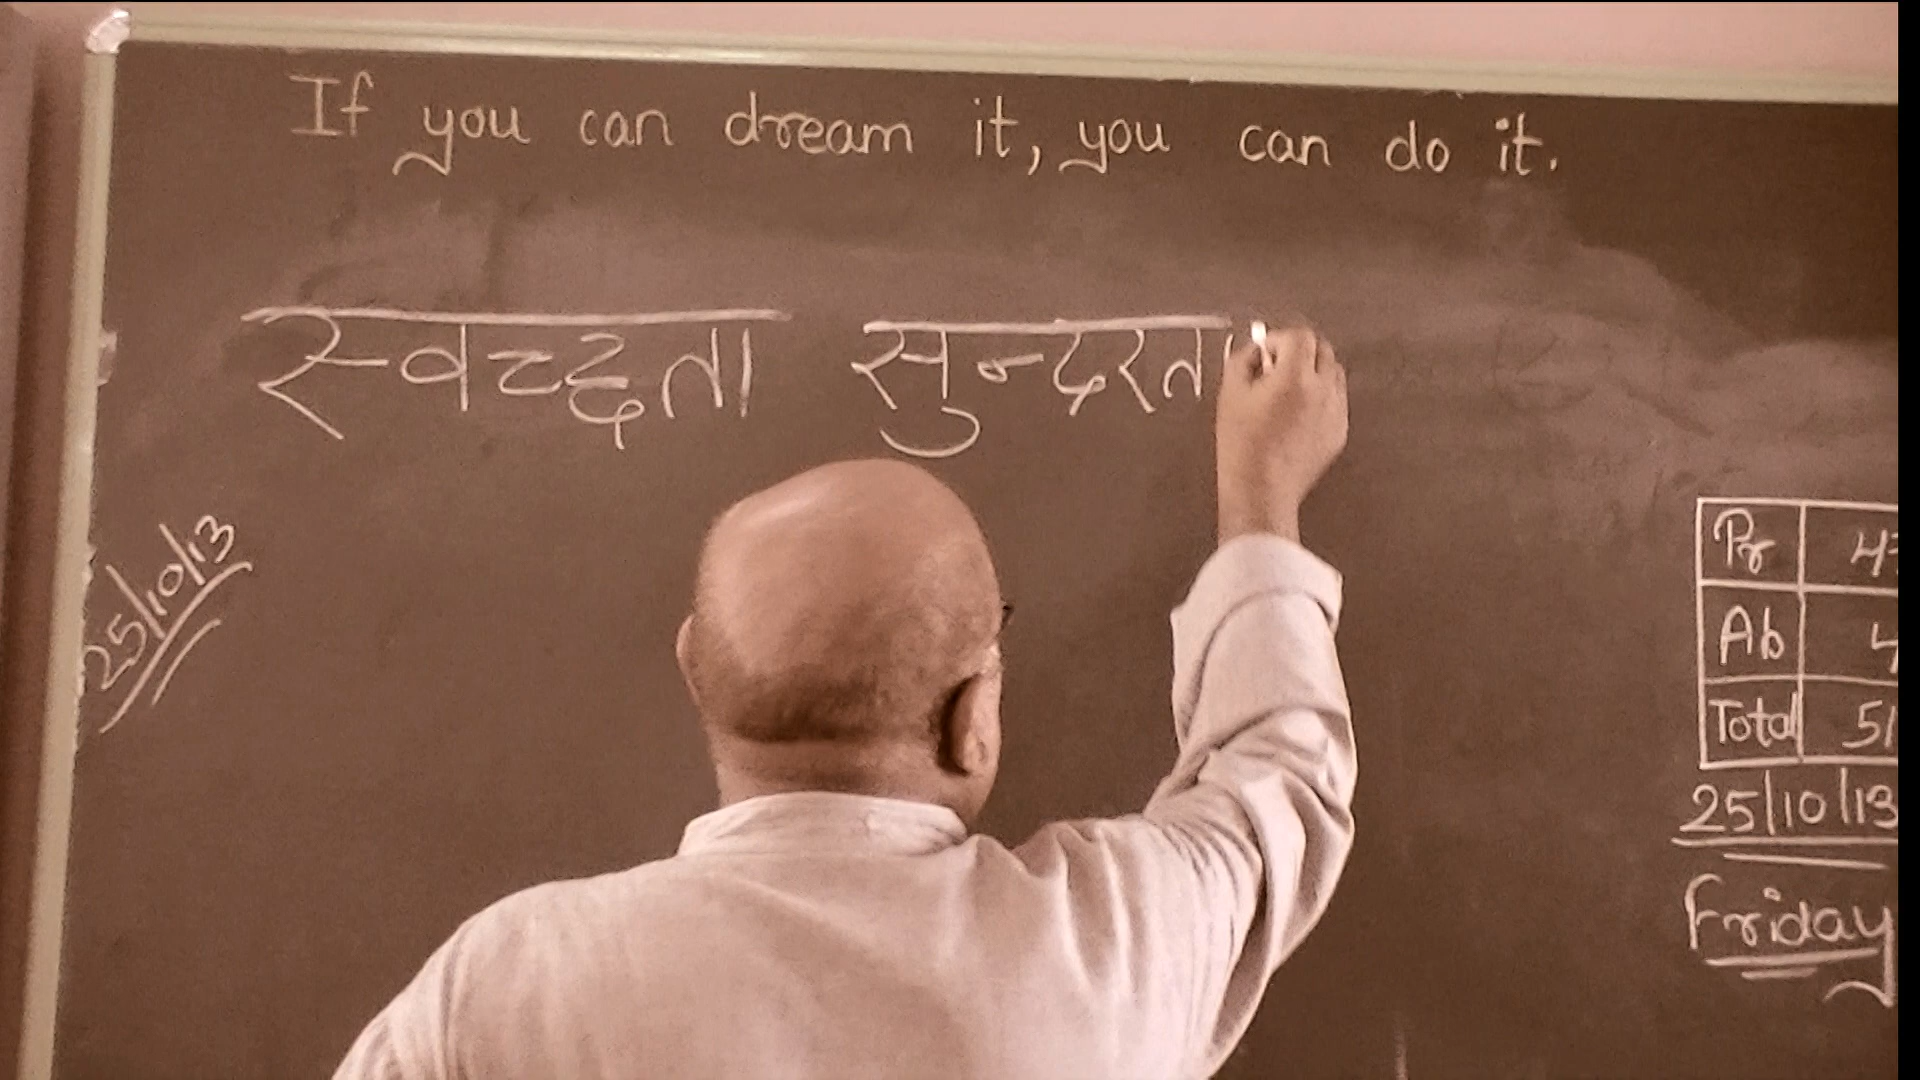 If you can dream it, you can do it.
स्वच्छता सुन्दरता
25/10/13
Pr
Ab
Total 51
25/10/13
Friday